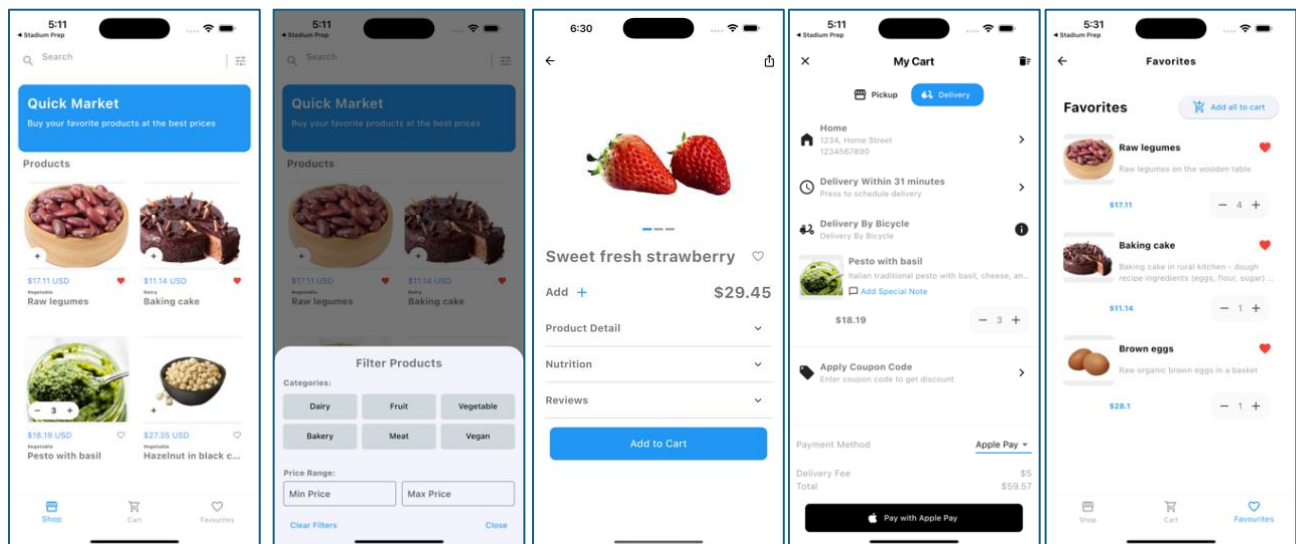 5:11
Stadium Prep
Search
Quick Market
Buy your favorite products at the best prices
Products
$17.11 USD
Vegetable
Raw legumes
$11.14 USD
Dairy
Baking cake
- 3 +
$18.19 USD
Vegetable
Pesto with basil
+
$27.35 USD
Vegetable
Hazelnut in black c...
Shop
Cart
Favourites
5:11
Stadium Prep
Search
Quick Market
Buy your favorite products at the best prices
Products
$17.11 USD
Vegetable
Raw legumes
$11.14 USD
Dairy
Baking cake
Filter Products
Categories:
Dairy
Fruit
Vegetable
Bakery
Meat
Vegan
Price Range:
Min Price
Max Price
Clear Filters
Close
6:30
Sweet fresh strawberry
Add +
$29.45
Product Detail
Nutrition
Reviews
Add to Cart
5:11
Stadium Prep
My Cart
Pickup
Delivery
Home
1234, Home Street
1234567890
Delivery Within 31 minutes
Press to schedule delivery
Delivery By Bicycle
Delivery By Bicycle
Pesto with basil
Italian traditional pesto with basil, cheese, an...
Add Special Note
$18.19
- 3 +
Apply Coupon Code
Enter coupon code to get discount
Payment Method
Apple Pay
Delivery Fee
$5
Total
$59.57
Pay with Apple Pay
5:31
Stadium Prep
Favorites
Favorites
Add all to cart
Raw legumes
Raw legumes on the wooden table
$17.11
- 4 +
Baking cake
Baking cake in rural kitchen - dough
recipe ingredients (eggs, flour, sugar) ...
$11.14
- 1 +
Brown eggs
Raw organic brown eggs in a basket
$28.1
- 1 +
Shop
Cart
Favourites